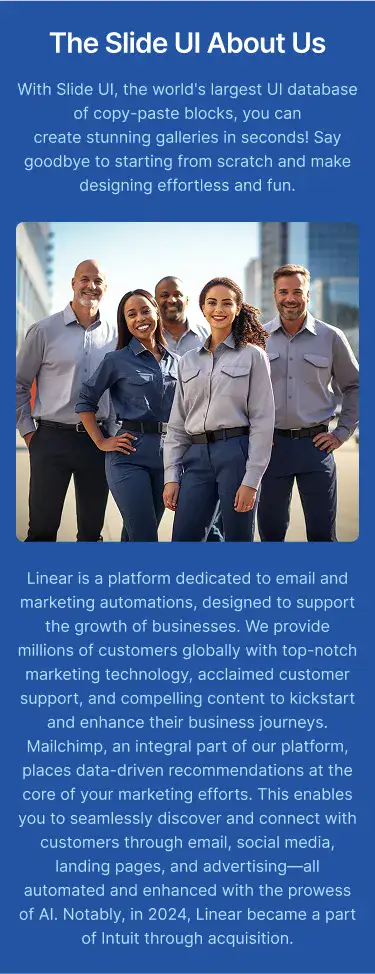 The Slide UI About Us
With Slide UI, the world's largest UI database
of copy-paste blocks, you can
create stunning galleries in seconds! Say
goodbye to starting from scratch and make
designing effortless and fun.
Linear is a platform dedicated to email and
marketing automations, designed to support
the growth of businesses. We provide
millions of customers globally with top-notch
marketing technology, acclaimed customer
support, and compelling content to kickstart
and enhance their business journeys.
Mailchimp, an integral part of our platform,
places data-driven recommendations at the
core of your marketing efforts. This enables
you to seamlessly discover and connect with
customers through email, social media,
landing pages, and advertising—all
automated and enhanced with the prowess
of AI. Notably, in 2024, Linear became a part
of Intuit through acquisition.